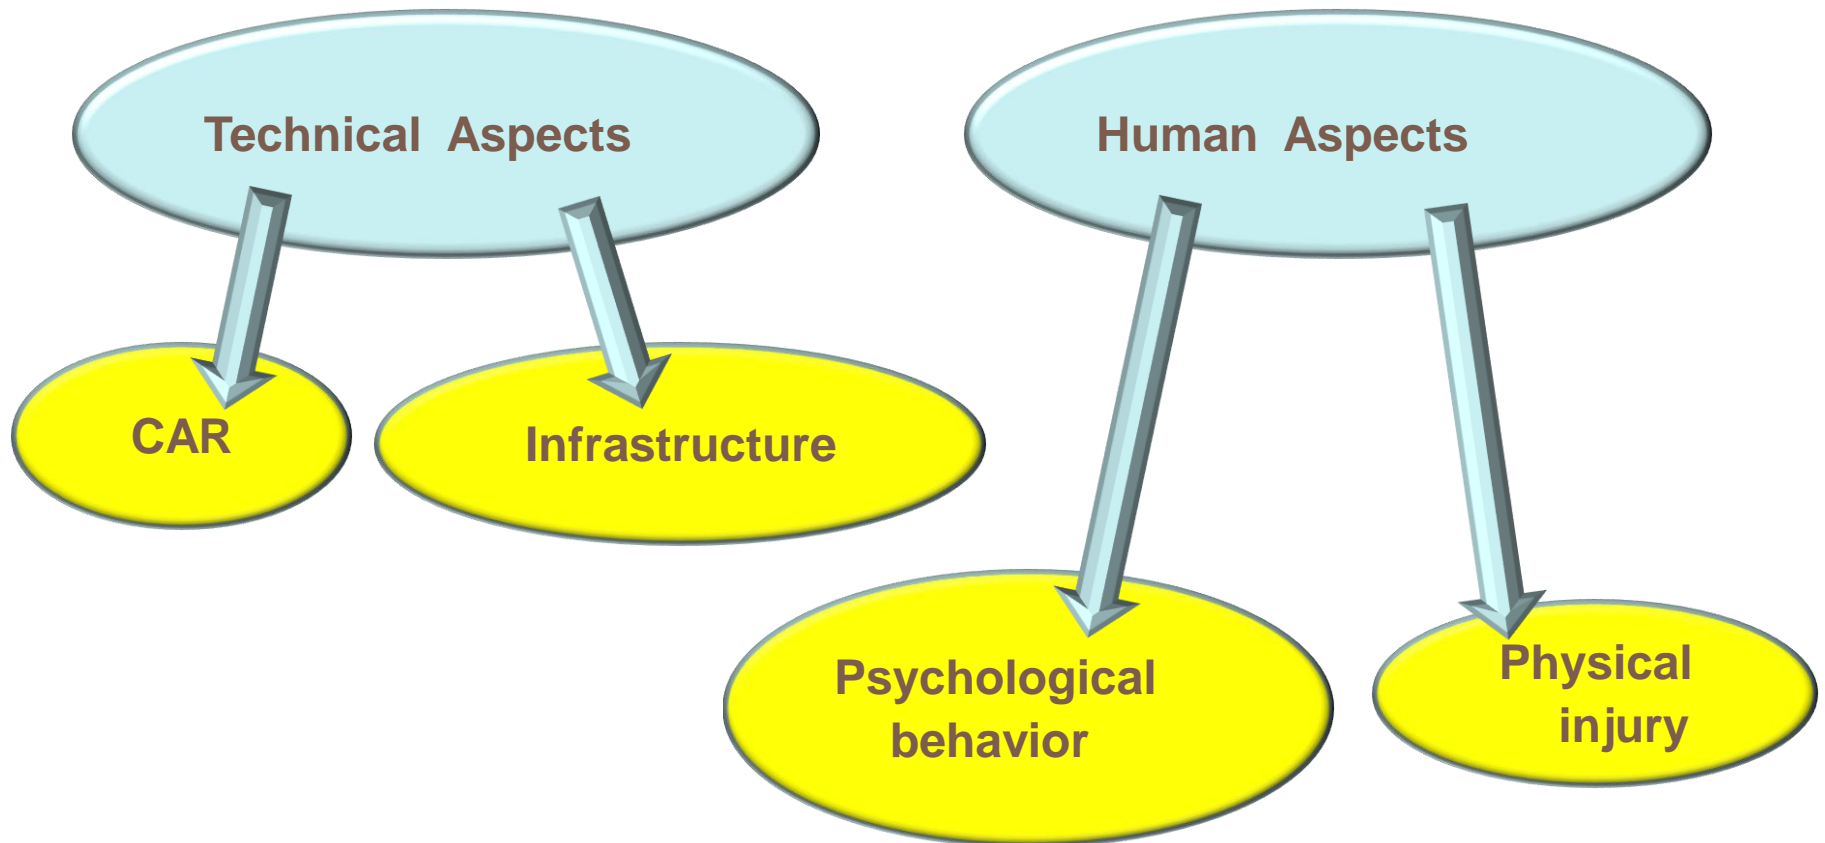 Technical Aspects
Human Aspects
CAR
Infrastructure
Psychological
behavior
Physical
injury